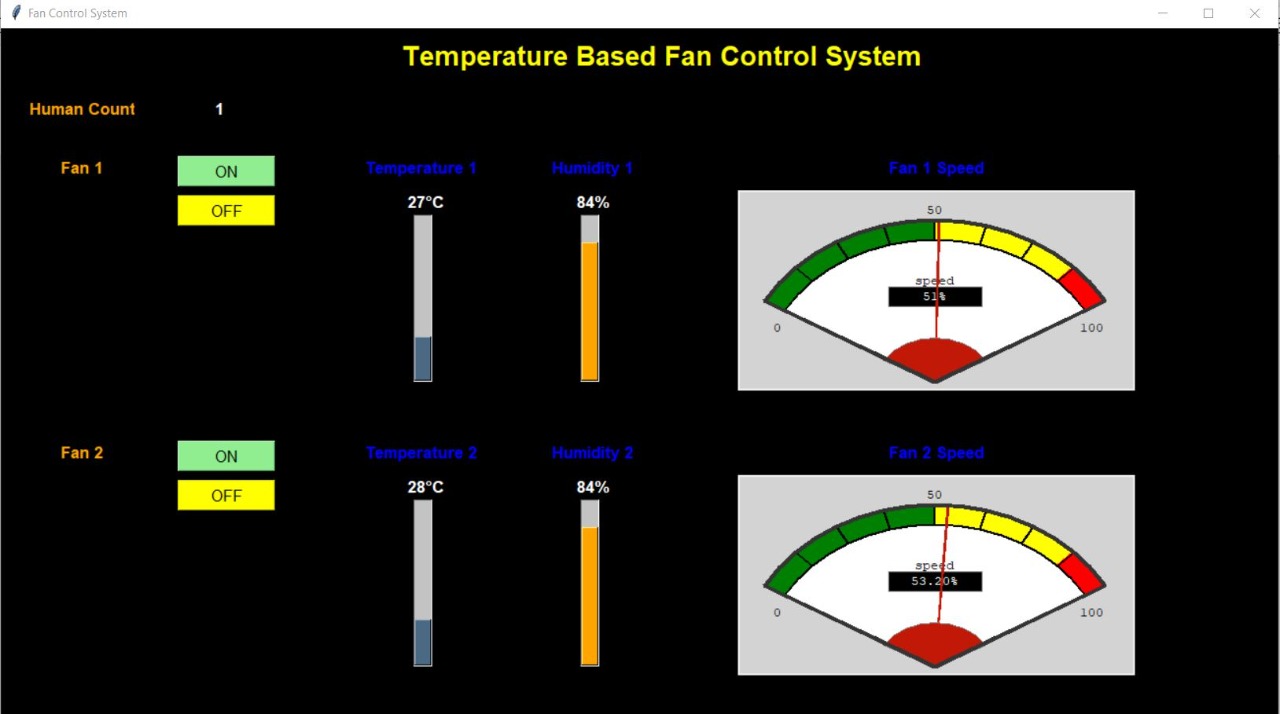 Fan Control System
Temperature Based Fan Control System
Human Count 1
Fan 1 ON Temperature 1 Humidity 1 Fan 1 Speed
OFF 27°C 84% 50
speed
51%
0 100
Fan 2 ON Temperature 2 Humidity 2 Fan 2 Speed
OFF 28°C 84% 50
speed
53.20%
0 100